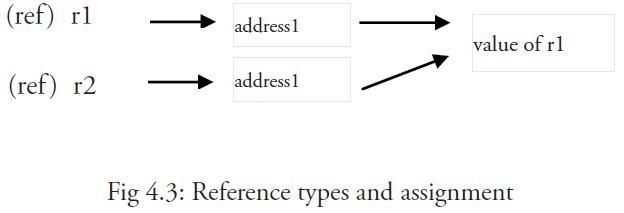 (ref) r1
address1
value of r1
(ref) r2
address1
Fig 4.3: Reference types and assignment